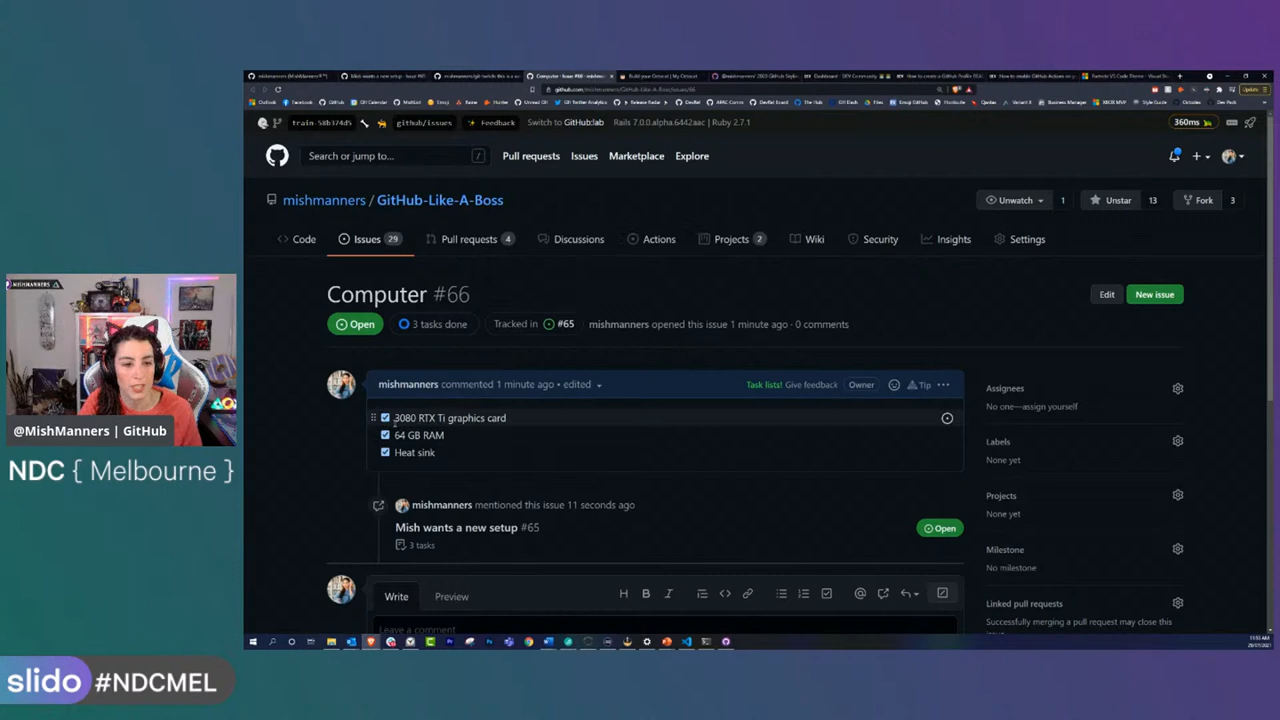 train-58b374d5
github/issues
Feedback
Switch to GitHub:lab
Rails 7.0.0.alpha.6442aac | Ruby 2.7.1
360ms
Search or jump to...
/
Pull requests
Issues
Marketplace
Explore
mishmanners / GitHub-Like-A-Boss
Unwatch
1
Unstar
13
Fork
3
Code
Issues 29
Pull requests 4
Discussions
Actions
Projects 2
Wiki
Security
Insights
Settings
Computer #66
Edit
New issue
Open
3 tasks done
Tracked in #65
mishmanners opened this issue 1 minute ago · 0 comments
mishmanners commented 1 minute ago • edited
Task lists! Give feedback
Owner
Tip
3080 RTX Ti graphics card
64 GB RAM
Heat sink
mishmanners mentioned this issue 11 seconds ago
Mish wants a new setup #65
Open
3 tasks
Write
Preview
Leave a comment
Assignees
No one—assign yourself
Labels
None yet
Projects
None yet
Milestone
No milestone
Linked pull requests
Successfully merging a pull request may close these
MISHMANNERS
@MishManners | GitHub
NDC { Melbourne }
slido #NDCMEL